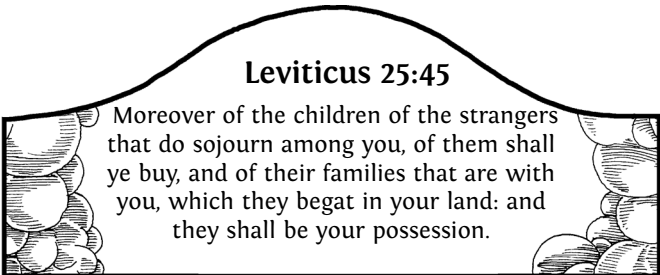 Leviticus 25:45
Moreover of the children of the strangers
that do sojourn among you, of them shall
ye buy, and of their families that are with
you, which they begat in your land: and
they shall be your possession.